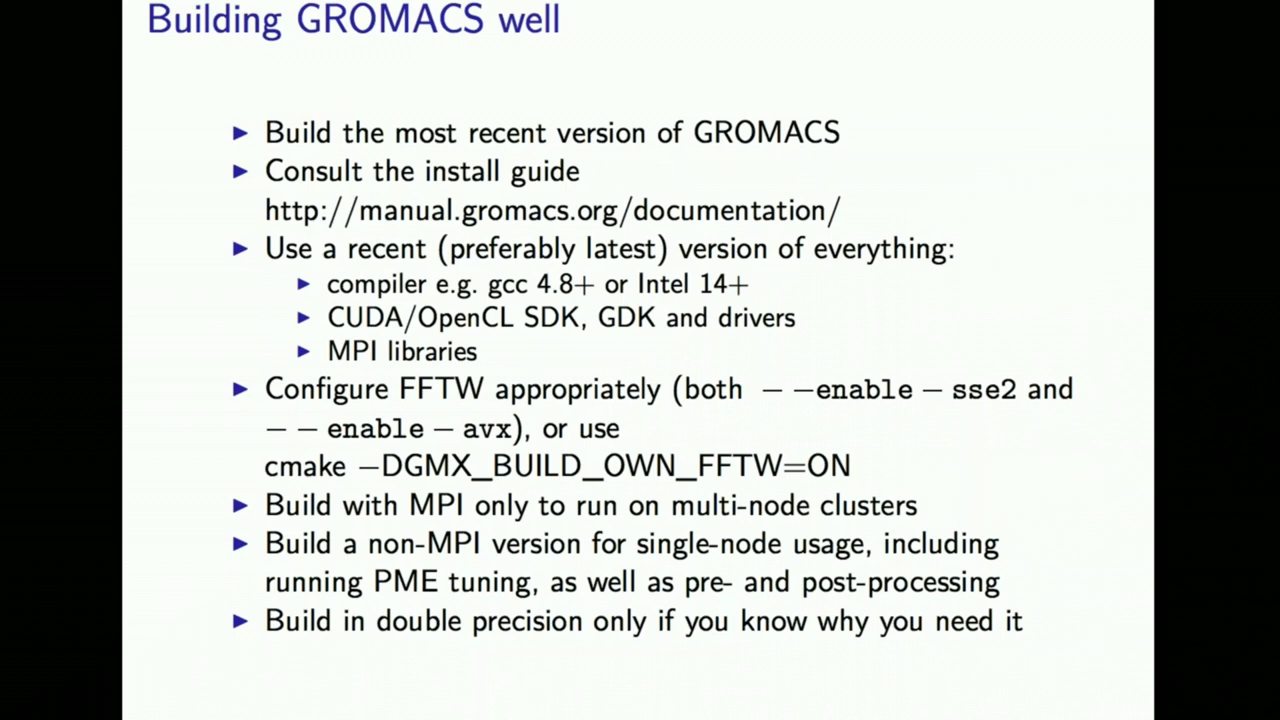 Building GROMACS well
► Build the most recent version of GROMACS
► Consult the install guide
http://manual.gromacs.org/documentation/
► Use a recent (preferably latest) version of everything:
► compiler e.g. gcc 4.8+ or Intel 14+
► CUDA/OpenCL SDK, GDK and drivers
► MPI libraries
► Configure FFTW appropriately (both − −enable − sse2 and
− − enable − avx), or use
cmake −DGMX_BUILD_OWN_FFTW=ON
► Build with MPI only to run on multi-node clusters
► Build a non-MPI version for single-node usage, including
running PME tuning, as well as pre- and post-processing
► Build in double precision only if you know why you need it